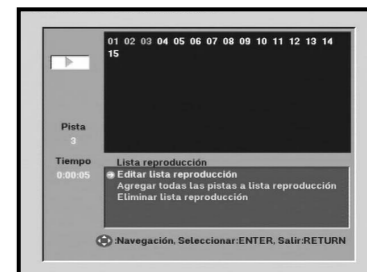 01 02 03 04 05 06 07 08 09 10 11 12 13 14
15
Pista
3
Tiempo
0:00:05
Lista reproducción
Editar lista reproducción
Agregar todas las pistas a lista reproducción
Eliminar lista reproducción
:Navegación, Seleccionar:ENTER, Salir:RETURN